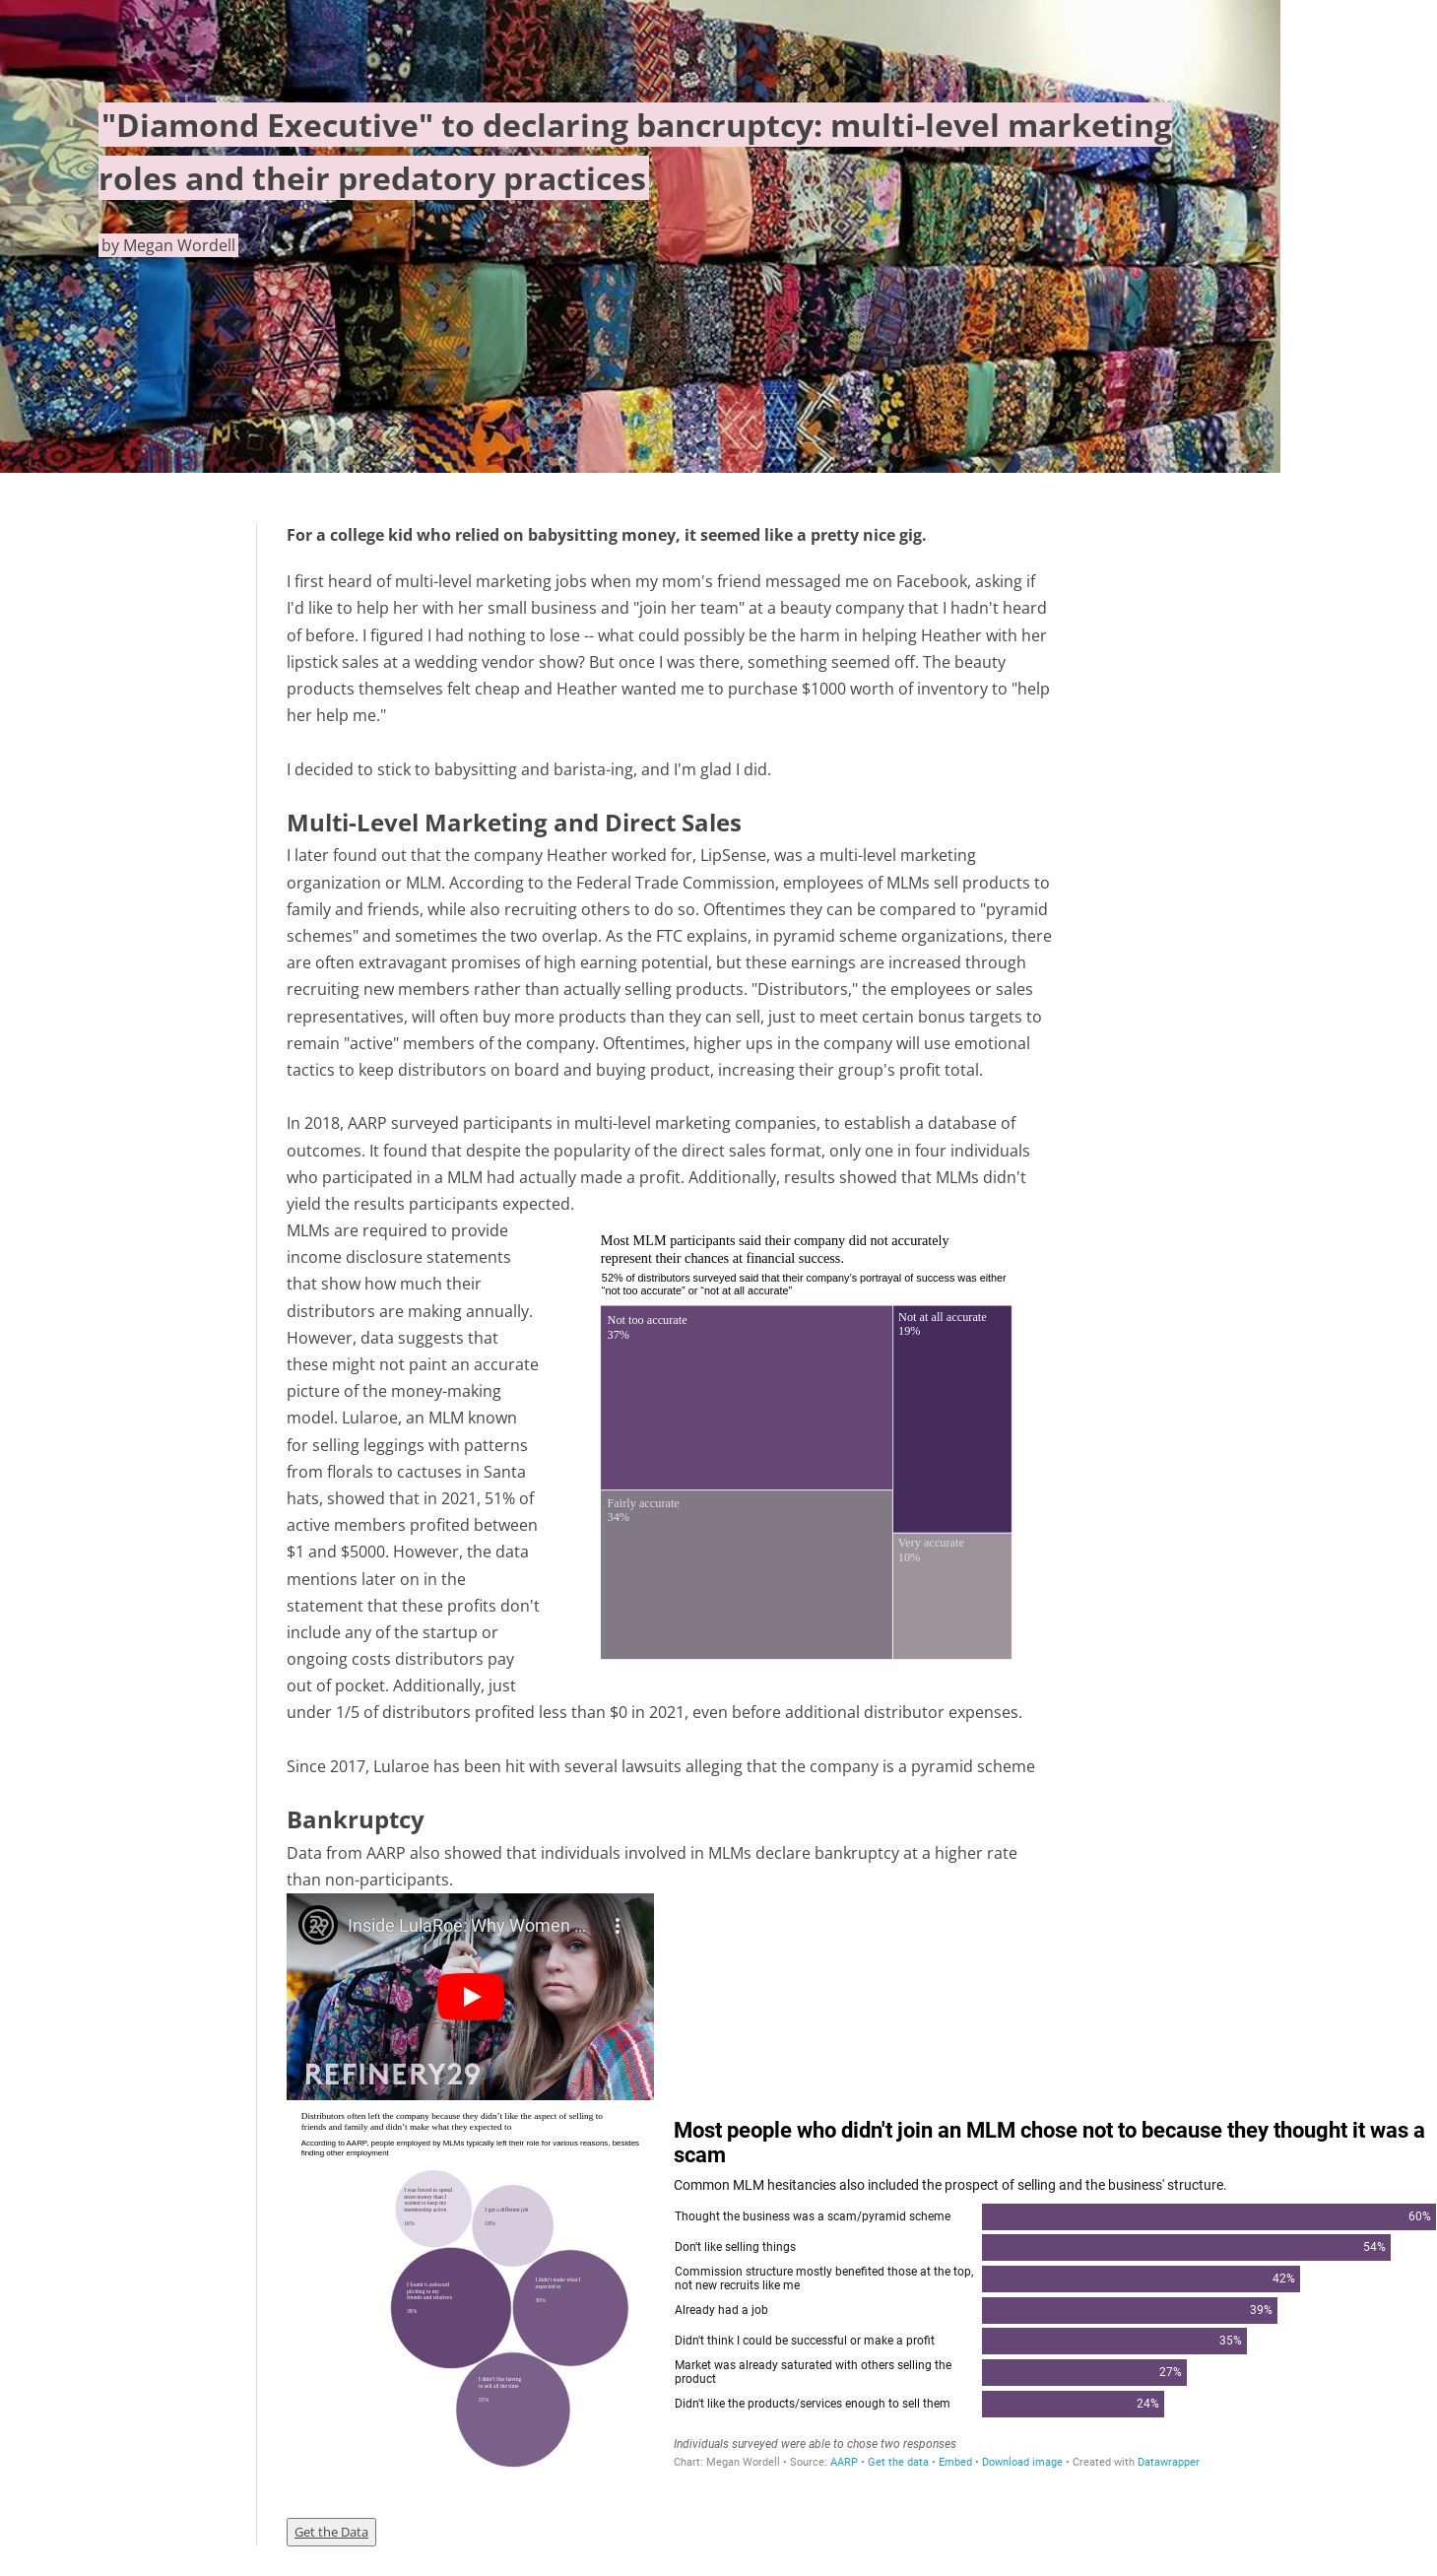 "Diamond Executive" to declaring bancruptcy: multi-level marketing
roles and their predatory practices
by Megan Wordell
For a college kid who relied on babysitting money, it seemed like a pretty nice gig.
I first heard of multi-level marketing jobs when my mom's friend messaged me on Facebook, asking if
I'd like to help her with her small business and "join her team" at a beauty company that I hadn't heard
of before. I figured I had nothing to lose -- what could possibly be the harm in helping Heather with her
lipstick sales at a wedding vendor show? But once I was there, something seemed off. The beauty
products themselves felt cheap and Heather wanted me to purchase $1000 worth of inventory to "help
her help me."
I decided to stick to babysitting and barista-ing, and I'm glad I did.
Multi-Level Marketing and Direct Sales
I later found out that the company Heather worked for, LipSense, was a multi-level marketing
organization or MLM. According to the Federal Trade Commission, employees of MLMs sell products to
family and friends, while also recruiting others to do so. Oftentimes they can be compared to "pyramid
schemes" and sometimes the two overlap. As the FTC explains, in pyramid scheme organizations, there
are often extravagant promises of high earning potential, but these earnings are increased through
recruiting new members rather than actually selling products. "Distributors," the employees or sales
representatives, will often buy more products than they can sell, just to meet certain bonus targets to
remain "active" members of the company. Oftentimes, higher ups in the company will use emotional
tactics to keep distributors on board and buying product, increasing their group's profit total.
In 2018, AARP surveyed participants in multi-level marketing companies, to establish a database of
outcomes. It found that despite the popularity of the direct sales format, only one in four individuals
who participated in a MLM had actually made a profit. Additionally, results showed that MLMs didn't
yield the results participants expected.
MLMs are required to provide
income disclosure statements
that show how much their
distributors are making annually.
However, data suggests that
these might not paint an accurate
picture of the money-making
model. Lularoe, an MLM known
for selling leggings with patterns
from florals to cactuses in Santa
hats, showed that in 2021, 51% of
active members profited between
$1 and $5000. However, the data
mentions later on in the
statement that these profits don't
include any of the startup or
ongoing costs distributors pay
out of pocket. Additionally, just
under 1/5 of distributors profited less than $0 in 2021, even before additional distributor expenses.
Most MLM participants said their company did not accurately
represent their chances at financial success.
52% of distributors surveyed said that their company's portrayal of success was either
"not too accurate" or "not at all accurate"
Not too accurate
37%
Not at all accurate
19%
Fairly accurate
34%
Very accurate
10%
Since 2017, Lularoe has been hit with several lawsuits alleging that the company is a pyramid scheme
Bankruptcy
Data from AARP also showed that individuals involved in MLMs declare bankruptcy at a higher rate
than non-participants.
Inside LulaRoe: Why Women ...
REFINERY29
Distributors often left the company because they didn't like the aspect of selling to
friends and family and didn't make what they expected to
According to AARP, people employed by MLMs typically left their role for various reasons, besides
finding other employment
I was forced to spend
more money than I
wanted to keep my
membership active
16%
I got a different job
18%
I found it awkward
pitching to my
friends and relatives
39%
I didn't make what I
expected to
36%
I didn't like having
to sell all the time
Most people who didn't join an MLM chose not to because they thought it was a
scam
Common MLM hesitancies also included the prospect of selling and the business' structure.
Thought the business was a scam/pyramid scheme
60%
Don't like selling things
54%
Commission structure mostly benefited those at the top,
not new recruits like me
42%
Already had a job
39%
Didn't think I could be successful or make a profit
35%
Market was already saturated with others selling the
product
27%
Didn't like the products/services enough to sell them
24%
Individuals surveyed were able to chose two responses
Chart: Megan Wordell • Source: AARP • Get the data • Embed • Download image • Created with Datawrapper
Get the Data